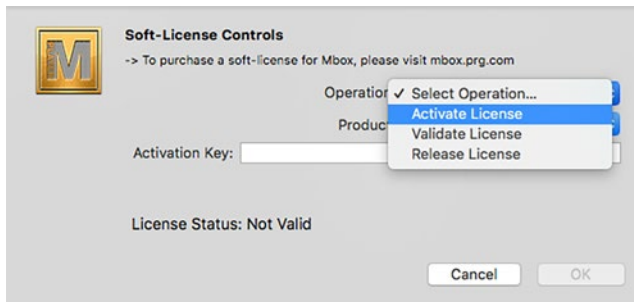 Soft-License Controls
-> To purchase a soft-license for Mbox, please visit mbox.prg.com
Operation
✓ Select Operation...
Activate License
Product
Validate License
Release License
Activation Key:
License Status: Not Valid
Cancel
OK